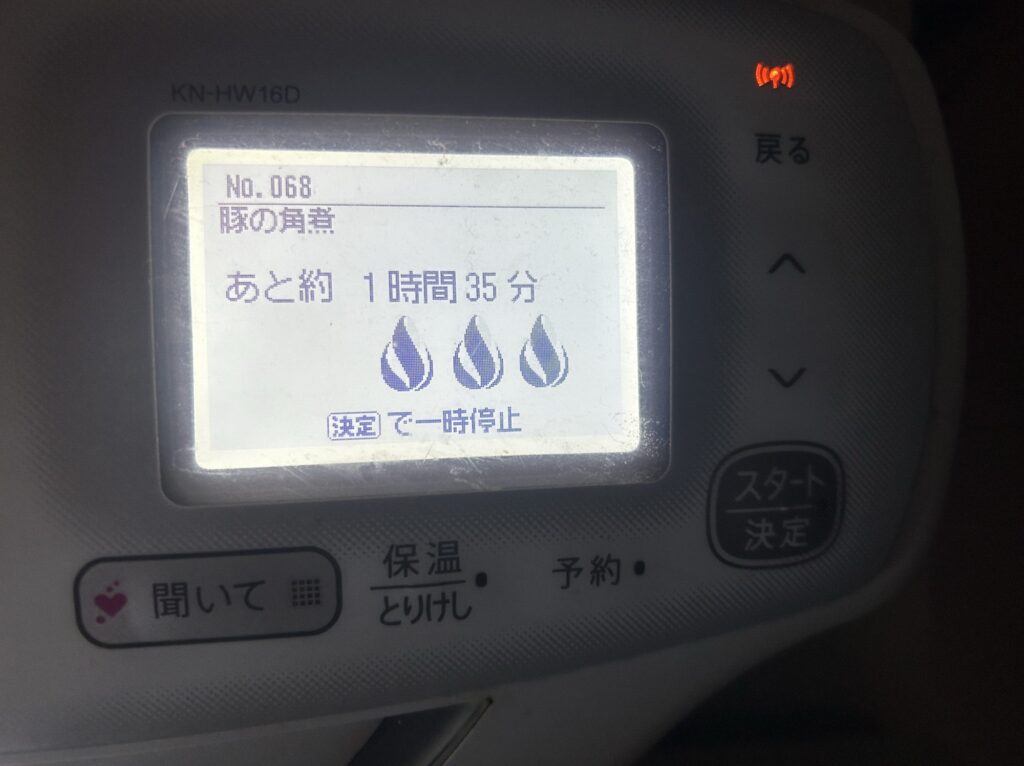 KN-HW16D
No.068
豚の角煮
あと約 1時間35分
決定で一時停止
戻る
スタート
決定
聞いて
保温
とりけし
予約